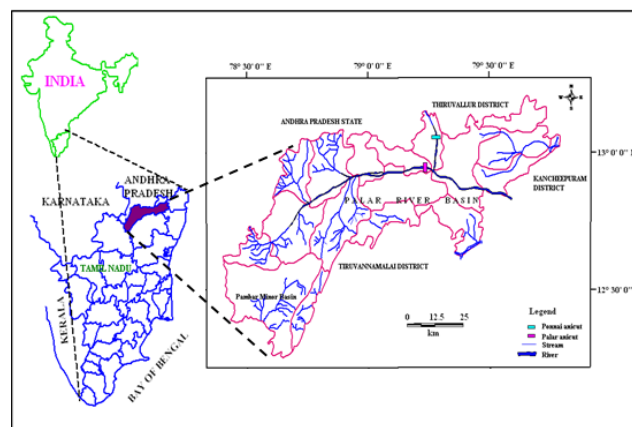 INDIA
ANDHRA
PRADESH
KARNATAKA
TAMIL NADU
KERALA
BAY OF BENGAL
78° 30' 0" E
79° 0' 0" E
79° 30' 0" E
THIRUVALLUR DISTRICT
ANDHRA PRADESH STATE
13° 0' 0" N
KANCHEEPURAM
DISTRICT
PALAR RIVER BASIN
TIRUVANNAMALAI DISTRICT
12° 30' 0" N
Pambar Minor Basin
Legend
Ponnai anicut
Palar anicut
Stream
River
0 12.5 25
km